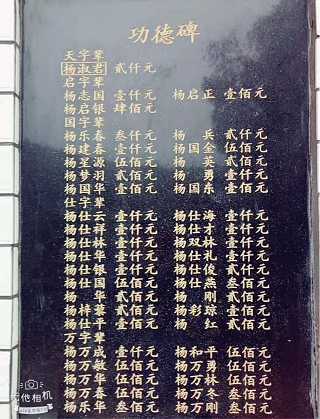 功德碑
天字辈
杨淑君 贰仟元
启字辈
杨志国 壹仟元 杨启正 壹佰元
杨启银 肆佰元
国字辈
杨乐春 叁仟元 杨兵 贰仟元
杨建春 壹仟元 杨国全 伍佰元
杨星源 伍佰元 杨英 贰佰元
杨梦羽 贰佰元 杨勇 壹佰元
杨国华 壹佰元 杨国东 壹佰元
仕字辈
杨仕云 壹仟元 杨仕海 壹仟元
杨仕祥 壹仟元 杨仕才 壹仟元
杨仕林 壹仟元 杨双林 壹仟元
杨仕华 壹仟元 杨仕礼 壹仟元
杨仕银 壹仟元 杨仕俊 贰仟元
杨仕国 伍佰元 杨仕燕 叁佰元
杨华 贰佰元 杨刚 贰佰元
杨梓 贰佰元 杨彩琼 壹佰元
杨仕平 壹佰元 杨红 贰佰元
万字辈
杨万成 壹佰元 杨和平 伍佰元
杨万敏 伍佰元 杨万勇 伍佰元
杨万华 伍佰元 杨万林 伍佰元
杨万春 伍佰元 杨万冬 叁佰元
杨乐华 叁佰元 杨万刚 叁佰元
其他相机